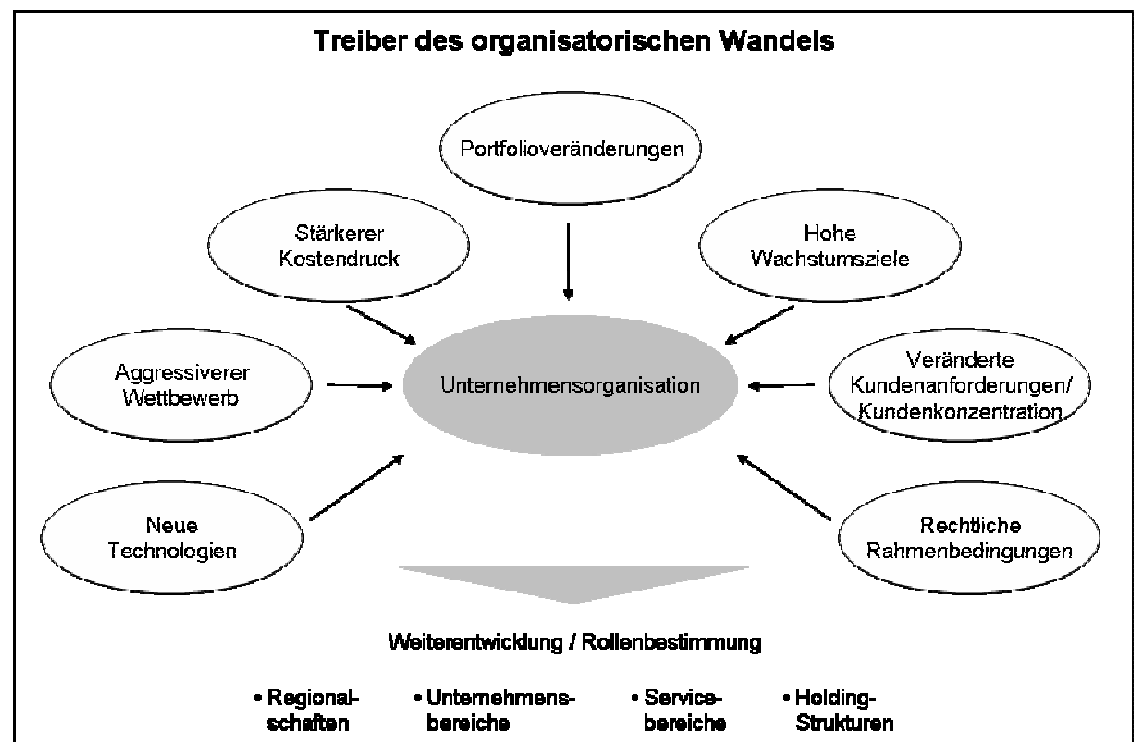 Treiber des organisatorischen Wandels
Portfolioveränderungen
Stärkerer
Kostendruck
Hohe
Wachstumsziele
Aggressiverer
Wettbewerb
Unternehmensorganisation
Veränderte
Kundenanforderungen/
Kundenkonzentration
Neue
Technologien
Rechtliche
Rahmenbedingungen
Weiterentwicklung / Rollenbestimmung
• Regional-
schaften
• Unternehmens-
bereiche
• Service-
bereiche
• Holding-
Strukturen